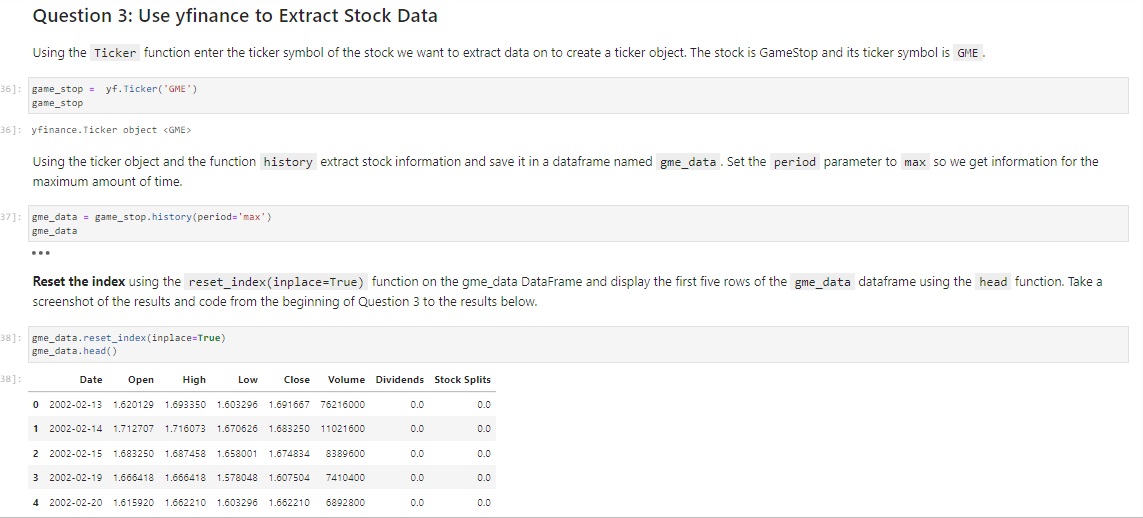 Question 3: Use yfinance to Extract Stock Data
Using the Ticker function enter the ticker symbol of the stock we want to extract data on to create a ticker object. The stock is GameStop and its ticker symbol is GME .
36]: game_stop = yf.Ticker('GME')
game_stop
36]: yfinance.Ticker object <GME>
Using the ticker object and the function history extract stock information and save it in a dataframe named gme_data . Set the period parameter to max so we get information for the
maximum amount of time.
37]: gme_data = game_stop.history(period='max')
gme_data
•••
Reset the index using the reset_index(inplace=True) function on the gme_data DataFrame and display the first five rows of the gme_data dataframe using the head function. Take a
screenshot of the results and code from the beginning of Question 3 to the results below.
38]: gme_data.reset_index(inplace=True)
gme_data.head()
38]: Date Open High Low Close Volume Dividends Stock Splits
0 2002-02-13 1.620129 1.693350 1.603296 1.691667 76216000 0.0 0.0
1 2002-02-14 1.712707 1.716073 1.670626 1.683250 11021600 0.0 0.0
2 2002-02-15 1.683250 1.687458 1.658001 1.674834 8389600 0.0 0.0
3 2002-02-19 1.666418 1.666418 1.578048 1.607504 7410400 0.0 0.0
4 2002-02-20 1.615920 1.662210 1.603296 1.662210 6892800 0.0 0.0